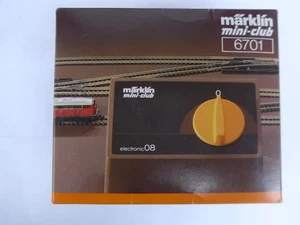 märklin
mini-club
6701
märklin
mini-club
electronic 08